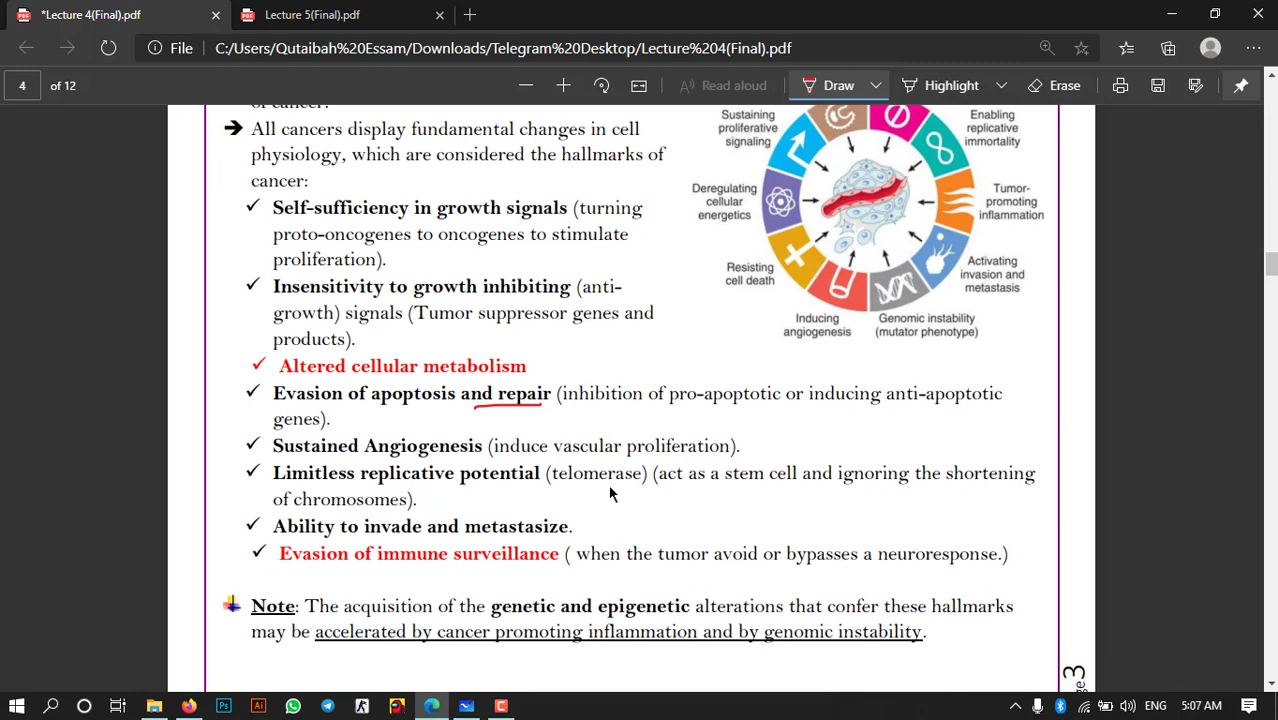 *Lecture 4(Final).pdf
Lecture 5(Final).pdf
File
C:/Users/Qutaibah%20Essam/Downloads/Telegram%20Desktop/Lecture%204(Final).pdf
4
of 12
Read aloud
Draw
Highlight
Erase
of cancer:
All cancers display fundamental changes in cell
physiology, which are considered the hallmarks of
cancer:
✓ Self-sufficiency in growth signals (turning
proto-oncogenes to oncogenes to stimulate
proliferation).
✓ Insensitivity to growth inhibiting (anti-
growth) signals (Tumor suppressor genes and
products).
✓ Altered cellular metabolism
✓ Evasion of apoptosis and repair (inhibition of pro-apoptotic or inducing anti-apoptotic
genes).
✓ Sustained Angiogenesis (induce vascular proliferation).
✓ Limitless replicative potential (telomerase) (act as a stem cell and ignoring the shortening
of chromosomes).
✓ Ability to invade and metastasize.
✓ Evasion of immune surveillance ( when the tumor avoid or bypasses a neuroresponse.)
Note: The acquisition of the genetic and epigenetic alterations that confer these hallmarks
may be accelerated by cancer promoting inflammation and by genomic instability.
Sustaining
proliferative
signaling
Enabling
replicative
immortality
Deregulating
cellular
energetics
Tumor-
promoting
inflammation
Resisting
cell death
Activating
invasion and
metastasis
Inducing
angiogenesis
Genomic instability
(mutator phenotype)
3
Ps
Ai
ENG
5:07 AM